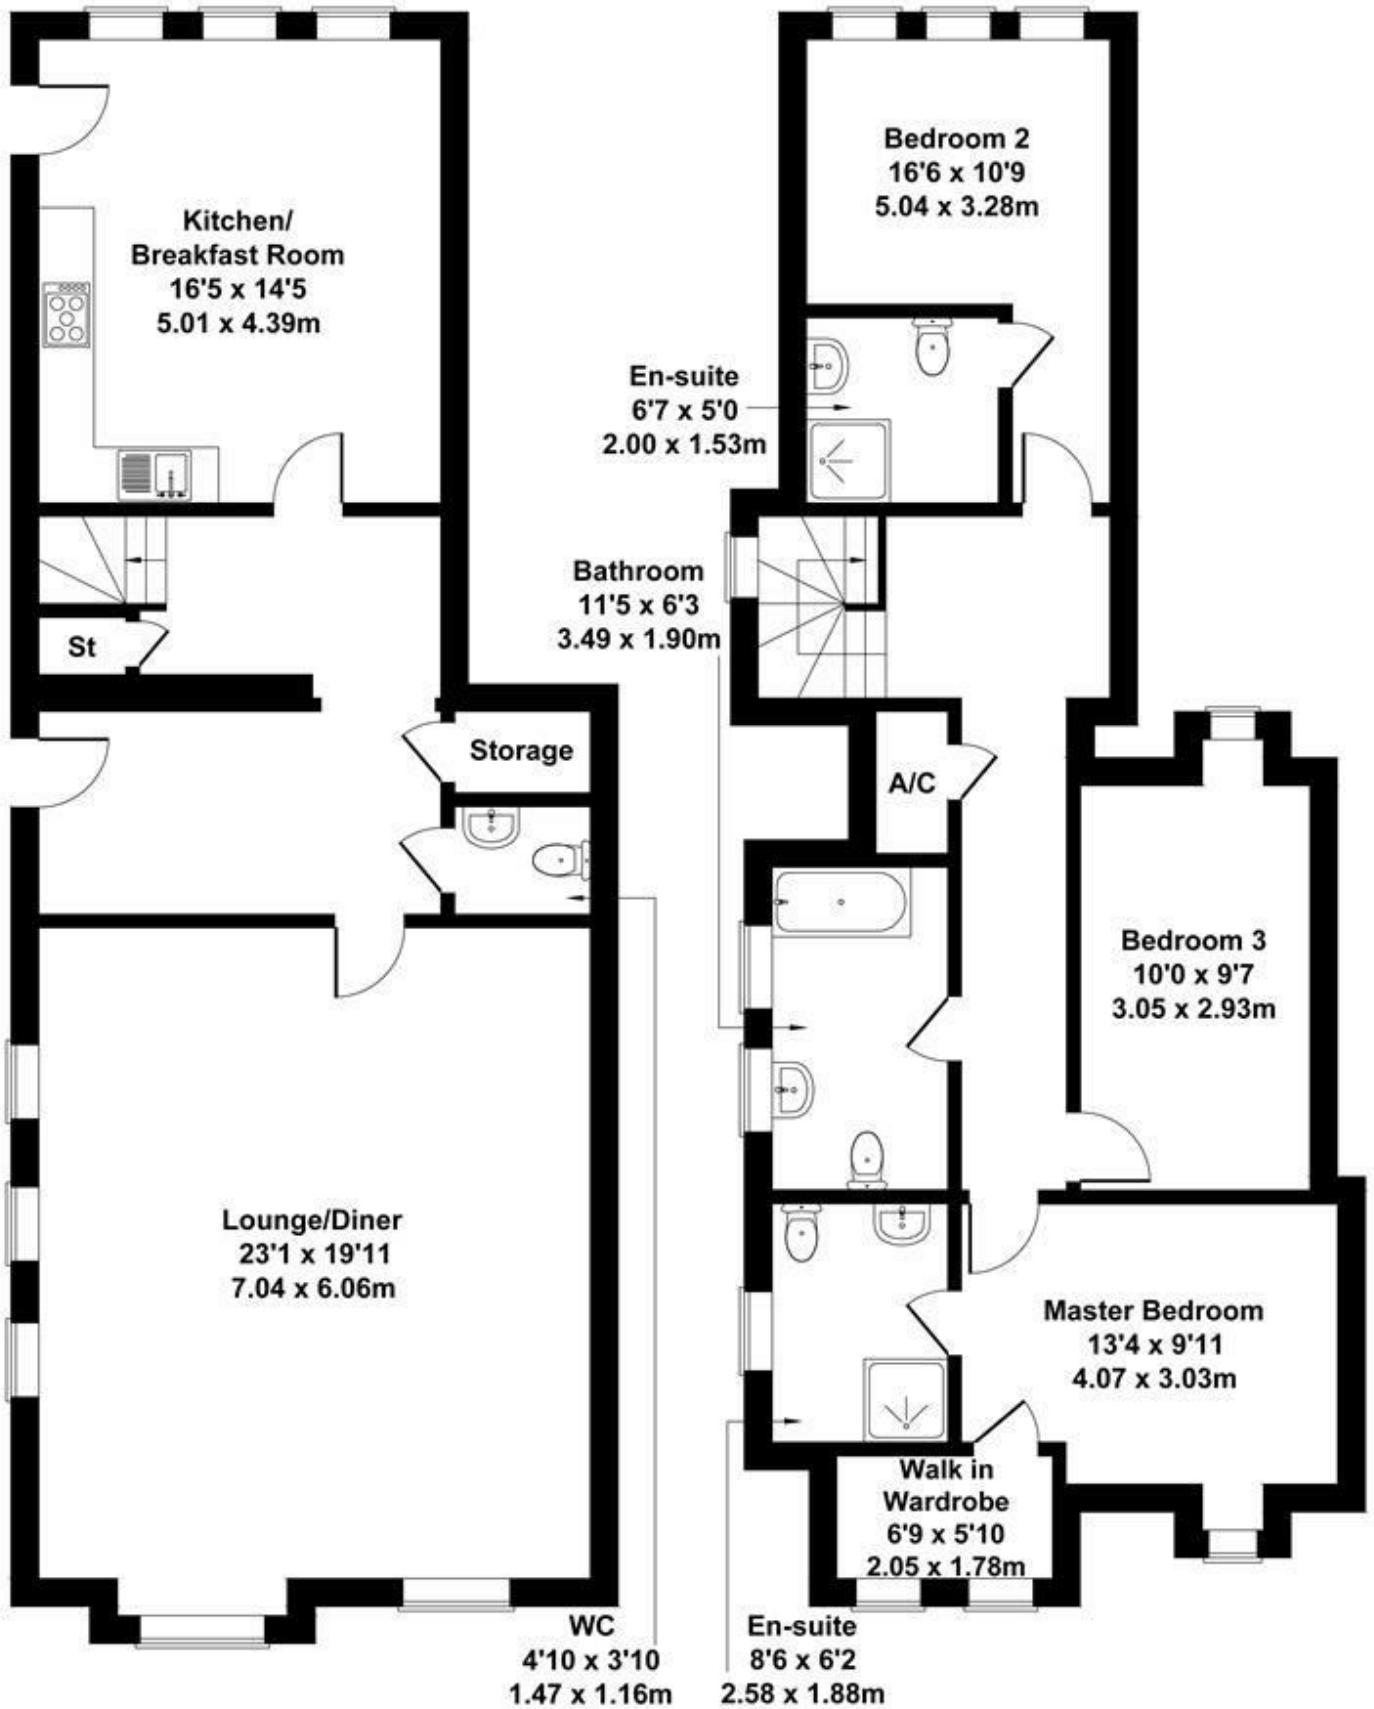 Kitchen/
Breakfast Room
16'5 x 14'5
5.01 x 4.39m
St
Storage
Lounge/Diner
23'1 x 19'11
7.04 x 6.06m
WC
4'10 x 3'10
1.47 x 1.16m
Bedroom 2
16'6 x 10'9
5.04 x 3.28m
En-suite
6'7 x 5'0
2.00 x 1.53m
Bathroom
11'5 x 6'3
3.49 x 1.90m
A/C
Bedroom 3
10'0 x 9'7
3.05 x 2.93m
Master Bedroom
13'4 x 9'11
4.07 x 3.03m
Walk in
Wardrobe
6'9 x 5'10
2.05 x 1.78m
En-suite
8'6 x 6'2
2.58 x 1.88m